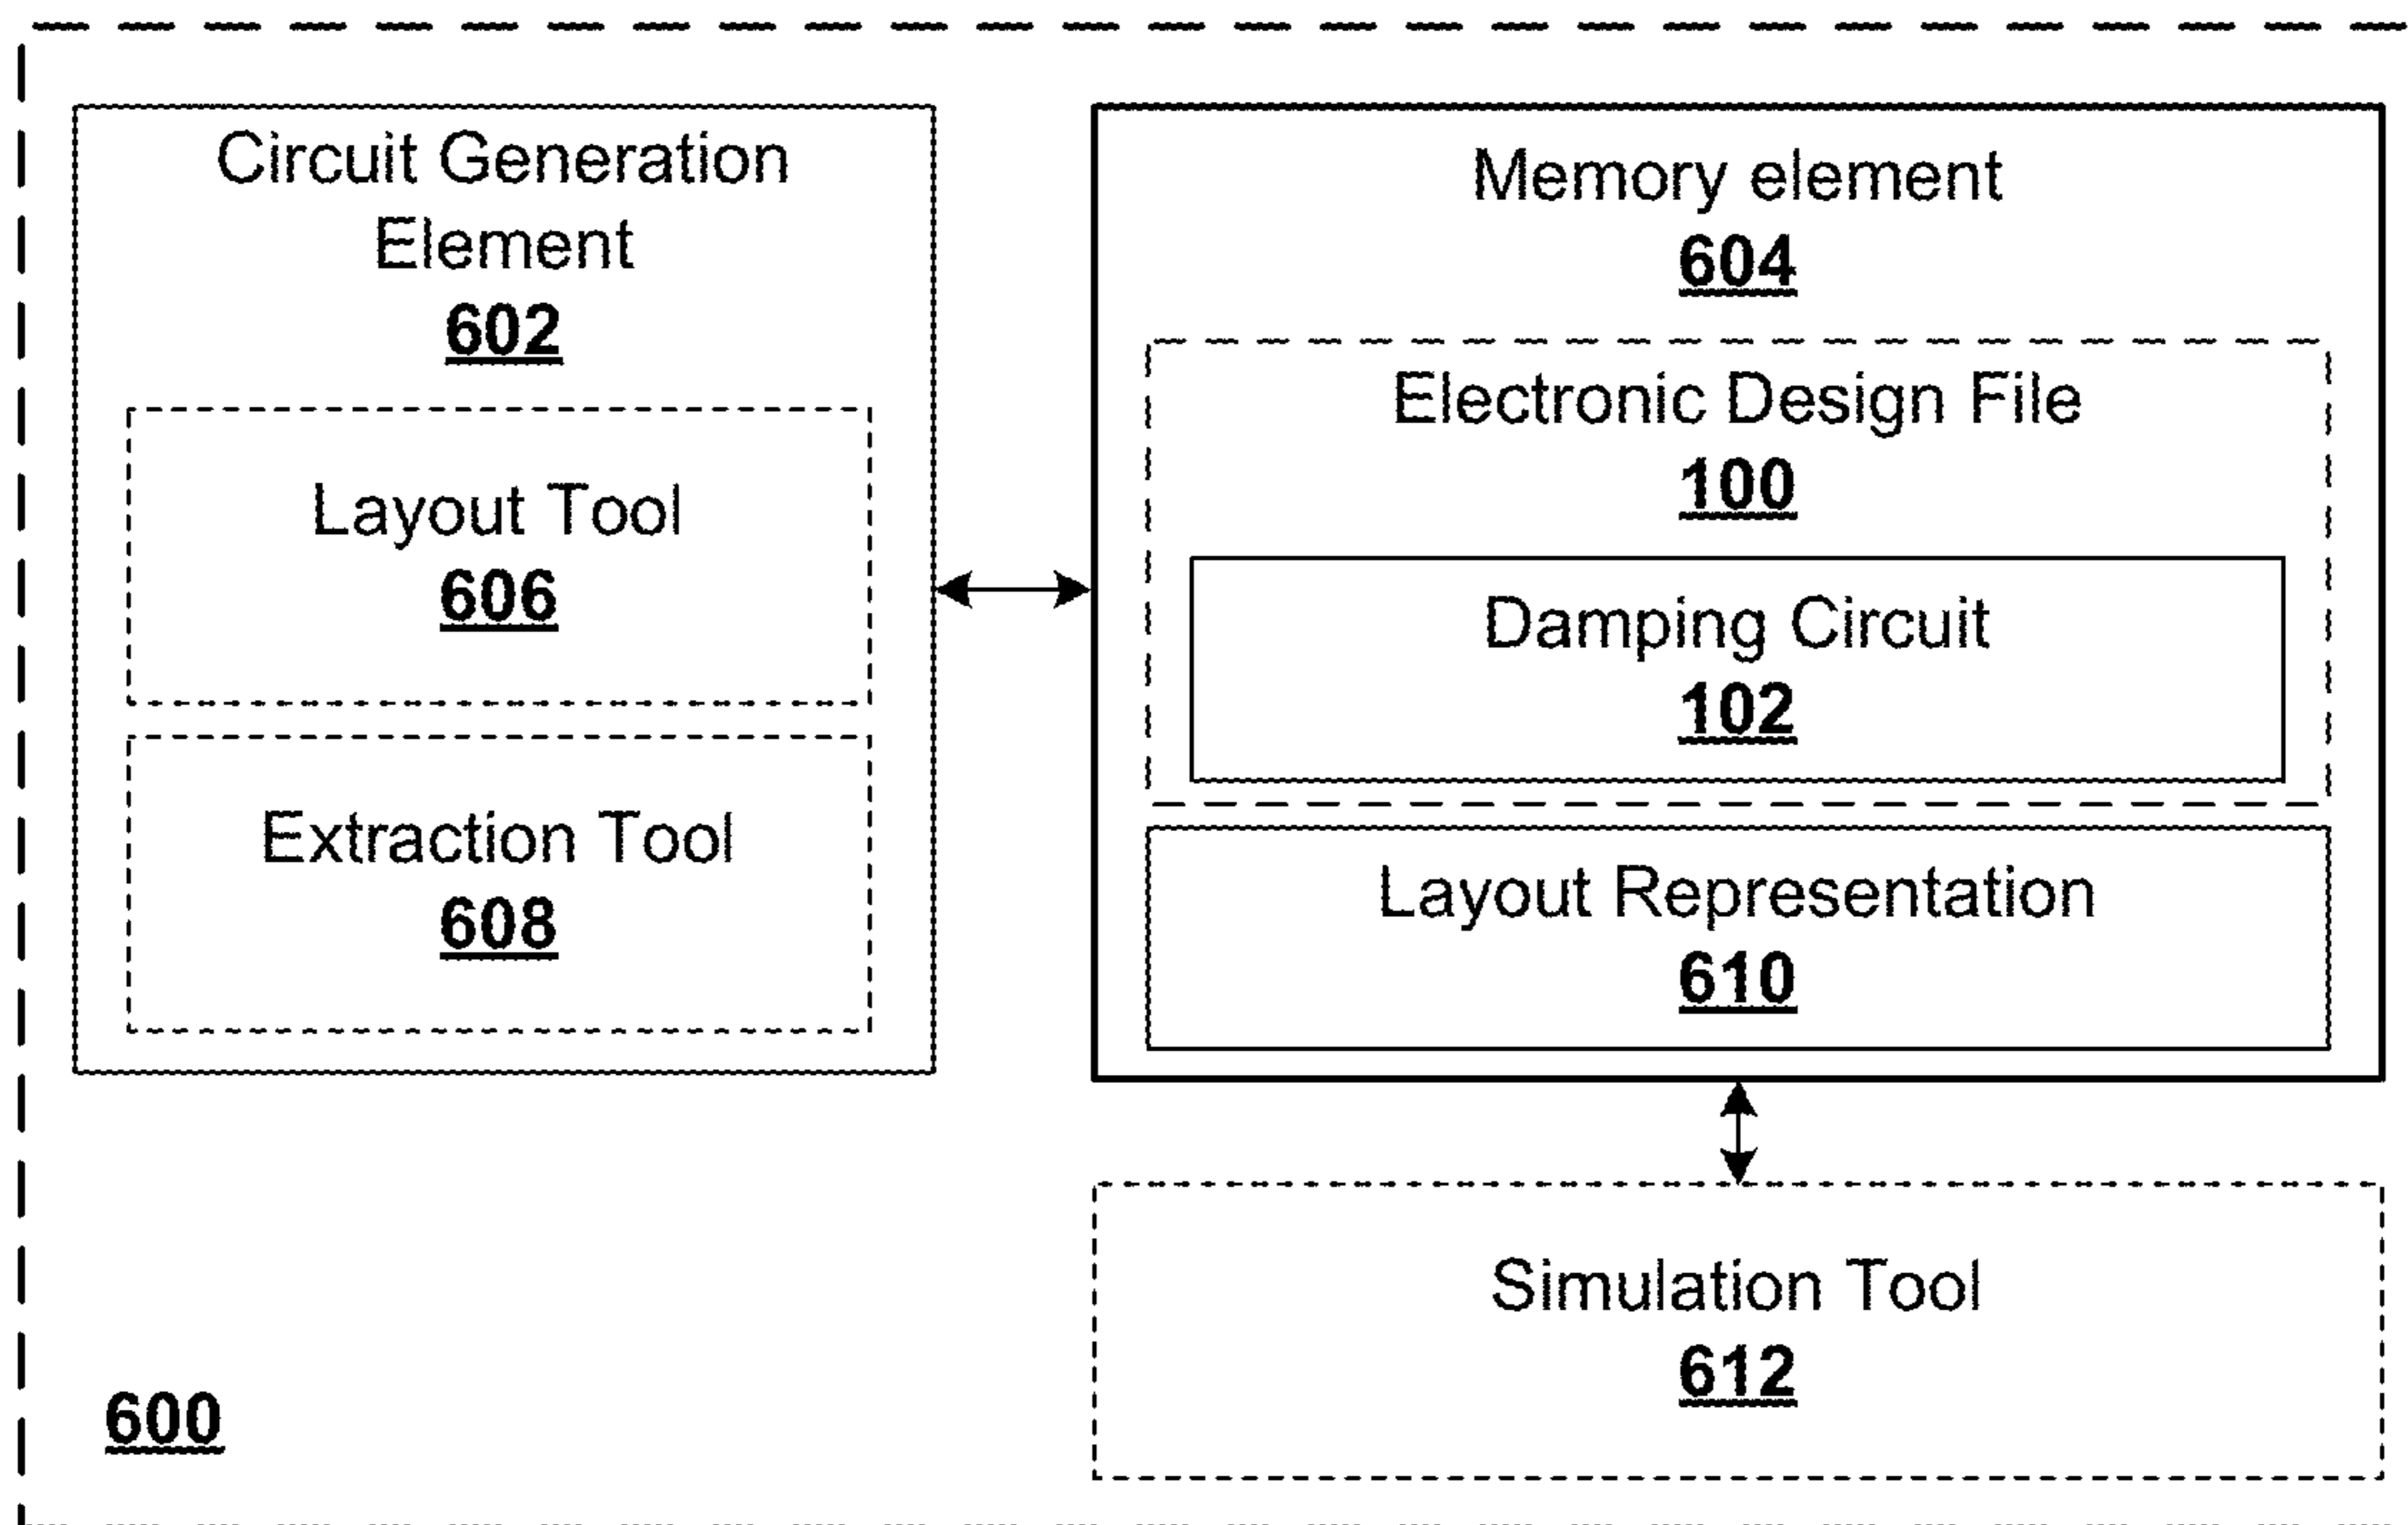 Circuit Generation
Element
602
Layout Tool
606
Extraction Tool
608
Memory element
604
Electronic Design File
100
Damping Circuit
102
Layout Representation
610
Simulation Tool
612
600